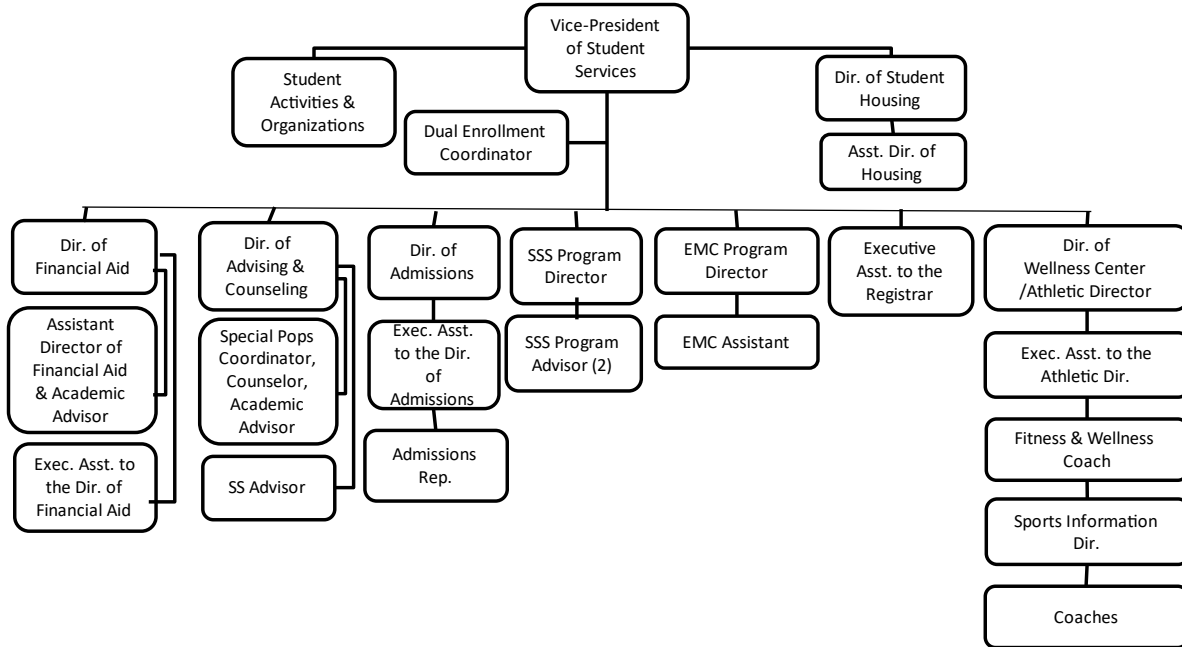 Vice-President
of Student
Services
Student
Activities &
Organizations
Dir. of Student
Housing
Dual Enrollment
Coordinator
Asst. Dir. of
Housing
Dir. of
Financial Aid
Assistant
Director of
Financial Aid
& Academic
Advisor
Exec. Asst. to
the Dir. of
Financial Aid
Dir. of
Advising &
Counseling
Special Pops
Coordinator,
Counselor,
Academic
Advisor
SS Advisor
Dir. of
Admissions
Exec. Asst.
to the Dir.
of
Admissions
Admissions
Rep.
SSS Program
Director
SSS Program
Advisor (2)
EMC Program
Director
EMC Assistant
Executive
Asst. to the
Registrar
Dir. of
Wellness Center
/Athletic Director
Exec. Asst. to the
Athletic Dir.
Fitness & Wellness
Coach
Sports Information
Dir.
Coaches